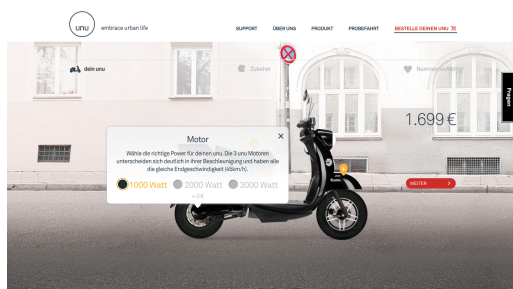 unu
embrace urban life
SUPPORT
ÜBER UNS
PRODUKT
PROBEFAHRT
BESTELLE DEINEN UNU
dein unu
Zubehör
Fragen
1.699 €
Motor
Wähle die richtige Power für deinen unu. Die 3 unu Motoren
unterscheiden sich deutlich in ihrer Beschleunigung und haben alle
die gleiche Endgeschwindigkeit (45km/h).
1000 Watt
2000 Watt
3000 Watt
+ 0 €
WEITER